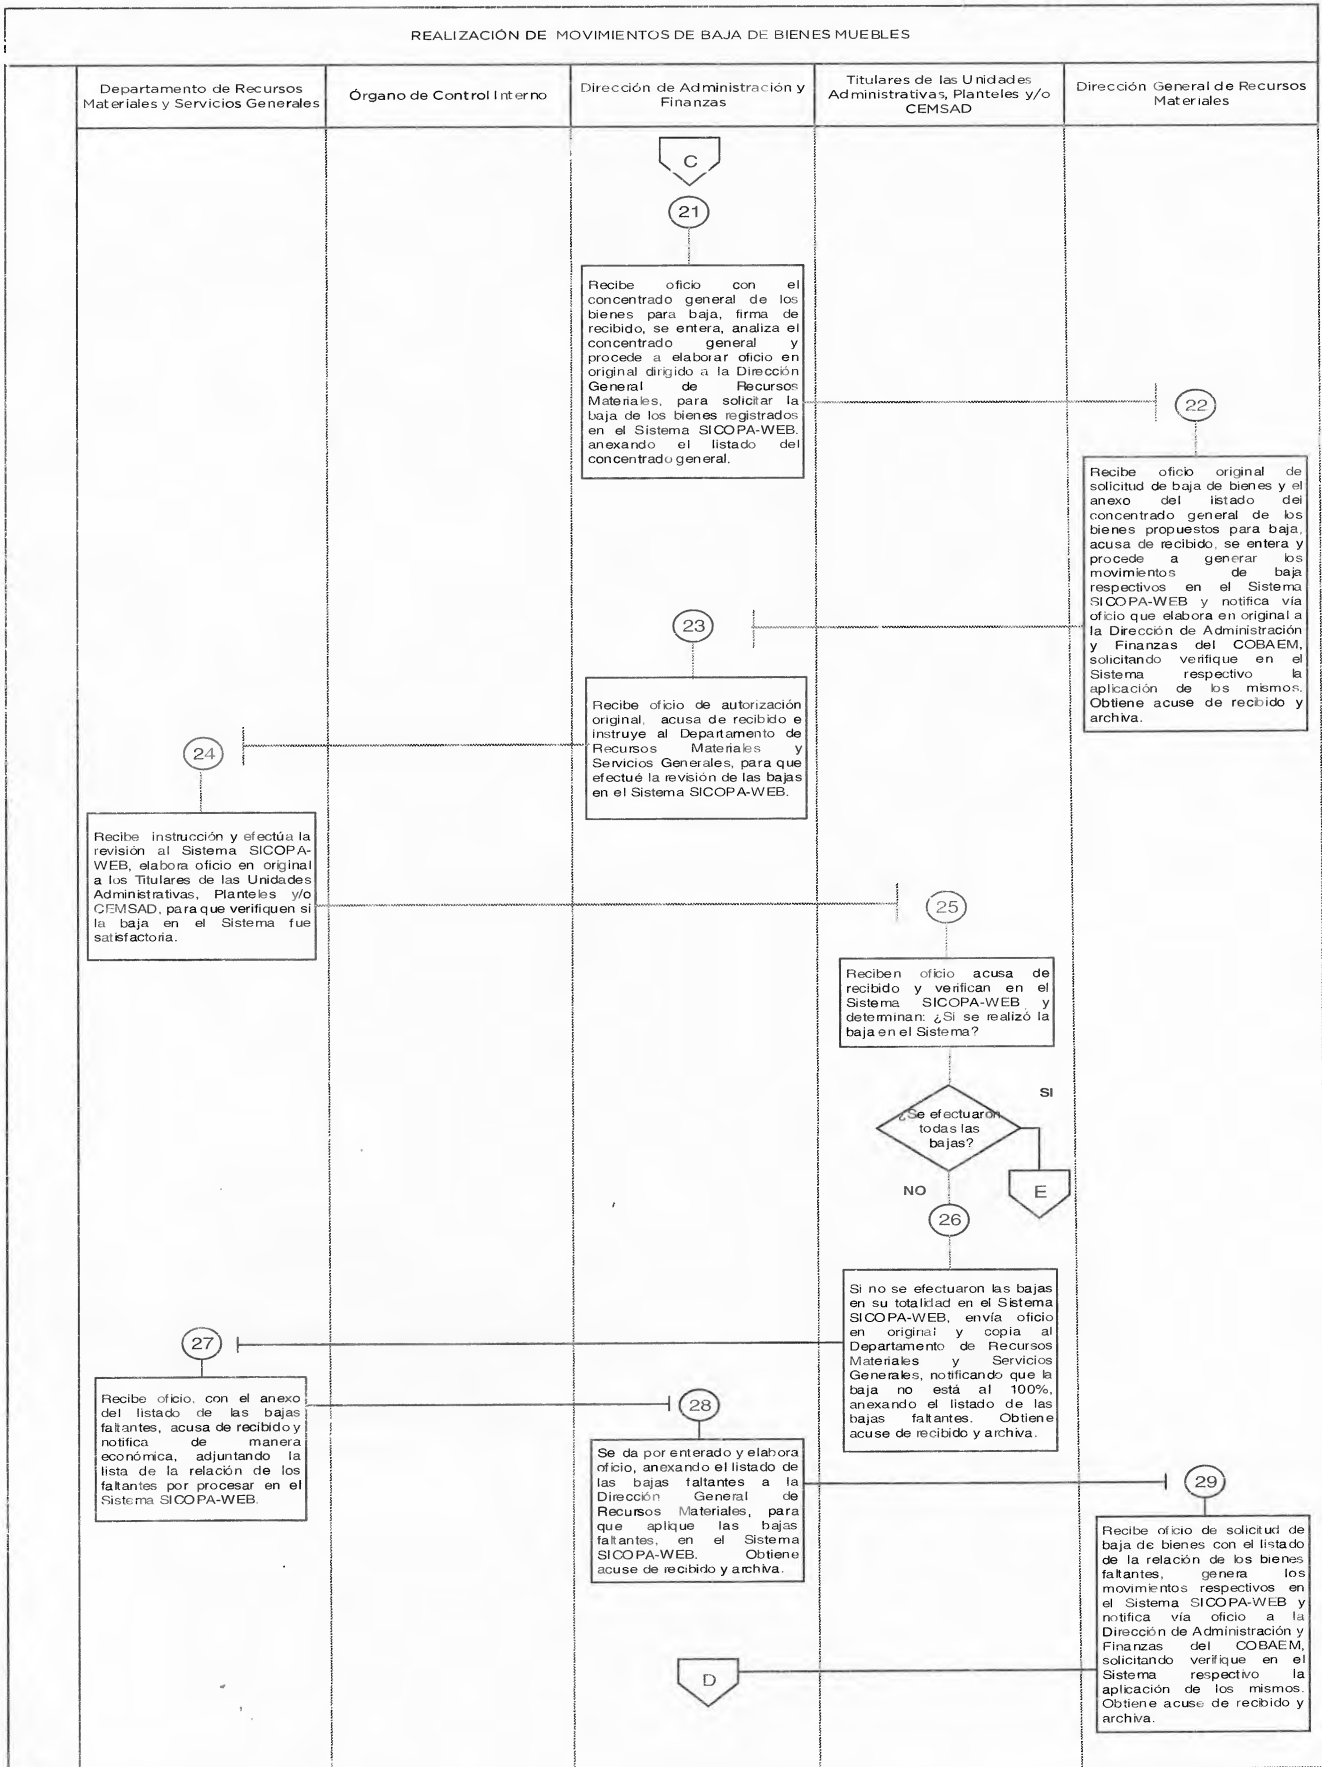 REALIZACIÓN DE MOVIMIENTOS DE BAJA DE BIENES MUEBLES
Departamento de Recursos
Materiales y Servicios Generales
Órgano de Control Interno
Dirección de Administración y
Finanzas
Titulares de las Unidades
Administrativas, Planteles y/o
CEMSAD
Dirección General de Recursos
Materiales
C
21
Recibe oficio con el
concentrado general de los
bienes para baja, firma de
recibido, se entera, analiza el
concentrado general y
procede a elaborar oficio en
original dirigido a la Dirección
General de Recursos
Materiales, para solicitar la
baja de los bienes registrados
en el Sistema SICOPA-WEB.
anexando el listado del
concentrado general.
22
Recibe oficio original de
solicitud de baja de bienes y el
anexo del listado del
concentrado general de los
bienes propuestos para baja,
acusa de recibido, se entera y
procede a generar los
movimientos de baja
respectivos en el Sistema
SICOPA-WEB y notifica vía
oficio que elabora en original a
la Dirección de Administración
y Finanzas del COBAEM,
solicitando verifique en el
Sistema respectivo la
aplicación de los mismos.
Obtiene acuse de recibido y
archiva.
23
Recibe oficio de autorización
original, acusa de recibido e
instruye al Departamento de
Recursos Materiales y
Servicios Generales, para que
efectué la revisión de las bajas
en el Sistema SICOPA-WEB.
24
Recibe instrucción y efectúa la
revisión al Sistema SICOPA-
WEB, elabora oficio en original
a los Titulares de las Unidades
Administrativas, Planteles y/o
CEMSAD, para que verifiquen si
la baja en el Sistema fue
satisfactoria.
25
Reciben oficio acusa de
recibido y verifican en el
Sistema SICOPA-WEB y
determinan: ¿Si se realizó la
baja en el Sistema?
¿Se efectuaron
todas las
bajas?
SI
E
NO
26
Si no se efectuaron las bajas
en su totalidad en el Sistema
SICOPA-WEB, envía oficio
en original y copia al
Departamento de Recursos
Materiales y Servicios
Generales, notificando que la
baja no está al 100%,
anexando el listado de las
bajas faltantes. Obtiene
acuse de recibido y archiva.
27
Recibe oficio, con el anexo
del listado de las bajas
faltantes, acusa de recibido y
notifica de manera
económica, adjuntando la
lista de la relación de los
faltantes por procesar en el
Sistema SICOPA-WEB.
28
Se da por enterado y elabora
oficio, anexando el listado de
las bajas faltantes a la
Dirección General de
Recursos Materiales, para
que aplique las bajas
faltantes, en el Sistema
SICOPA-WEB. Obtiene
acuse de recibido y archiva.
29
Recibe oficio de solicitud de
baja de bienes con el listado
de la relación de los bienes
faltantes, genera los
movimientos respectivos en
el Sistema SICOPA-WEB y
notifica vía oficio a la
Dirección de Administración y
Finanzas del COBAEM,
solicitando verifique en el
Sistema respectivo la
aplicación de los mismos.
Obtiene acuse de recibido y
archiva.
D